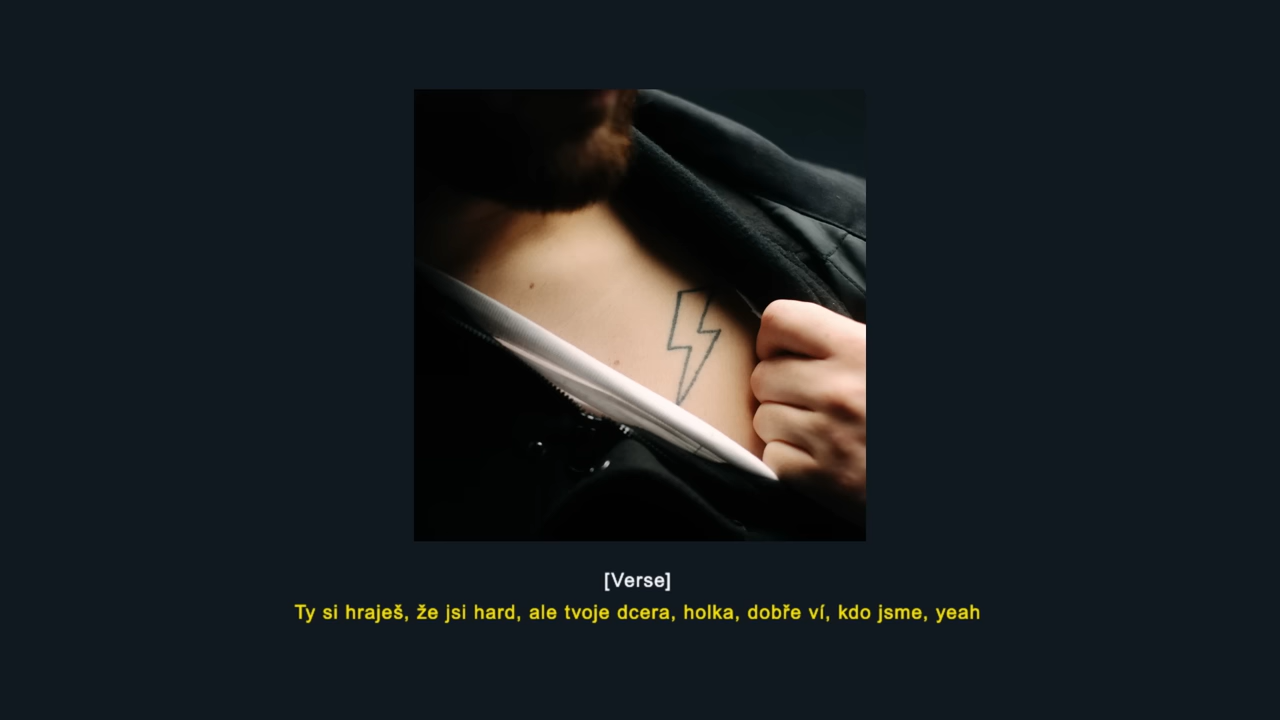 [Verse]
Ty si hraješ, že jsi hard, ale tvoje dcera, holka, dobře ví, kdo jsme, yeah